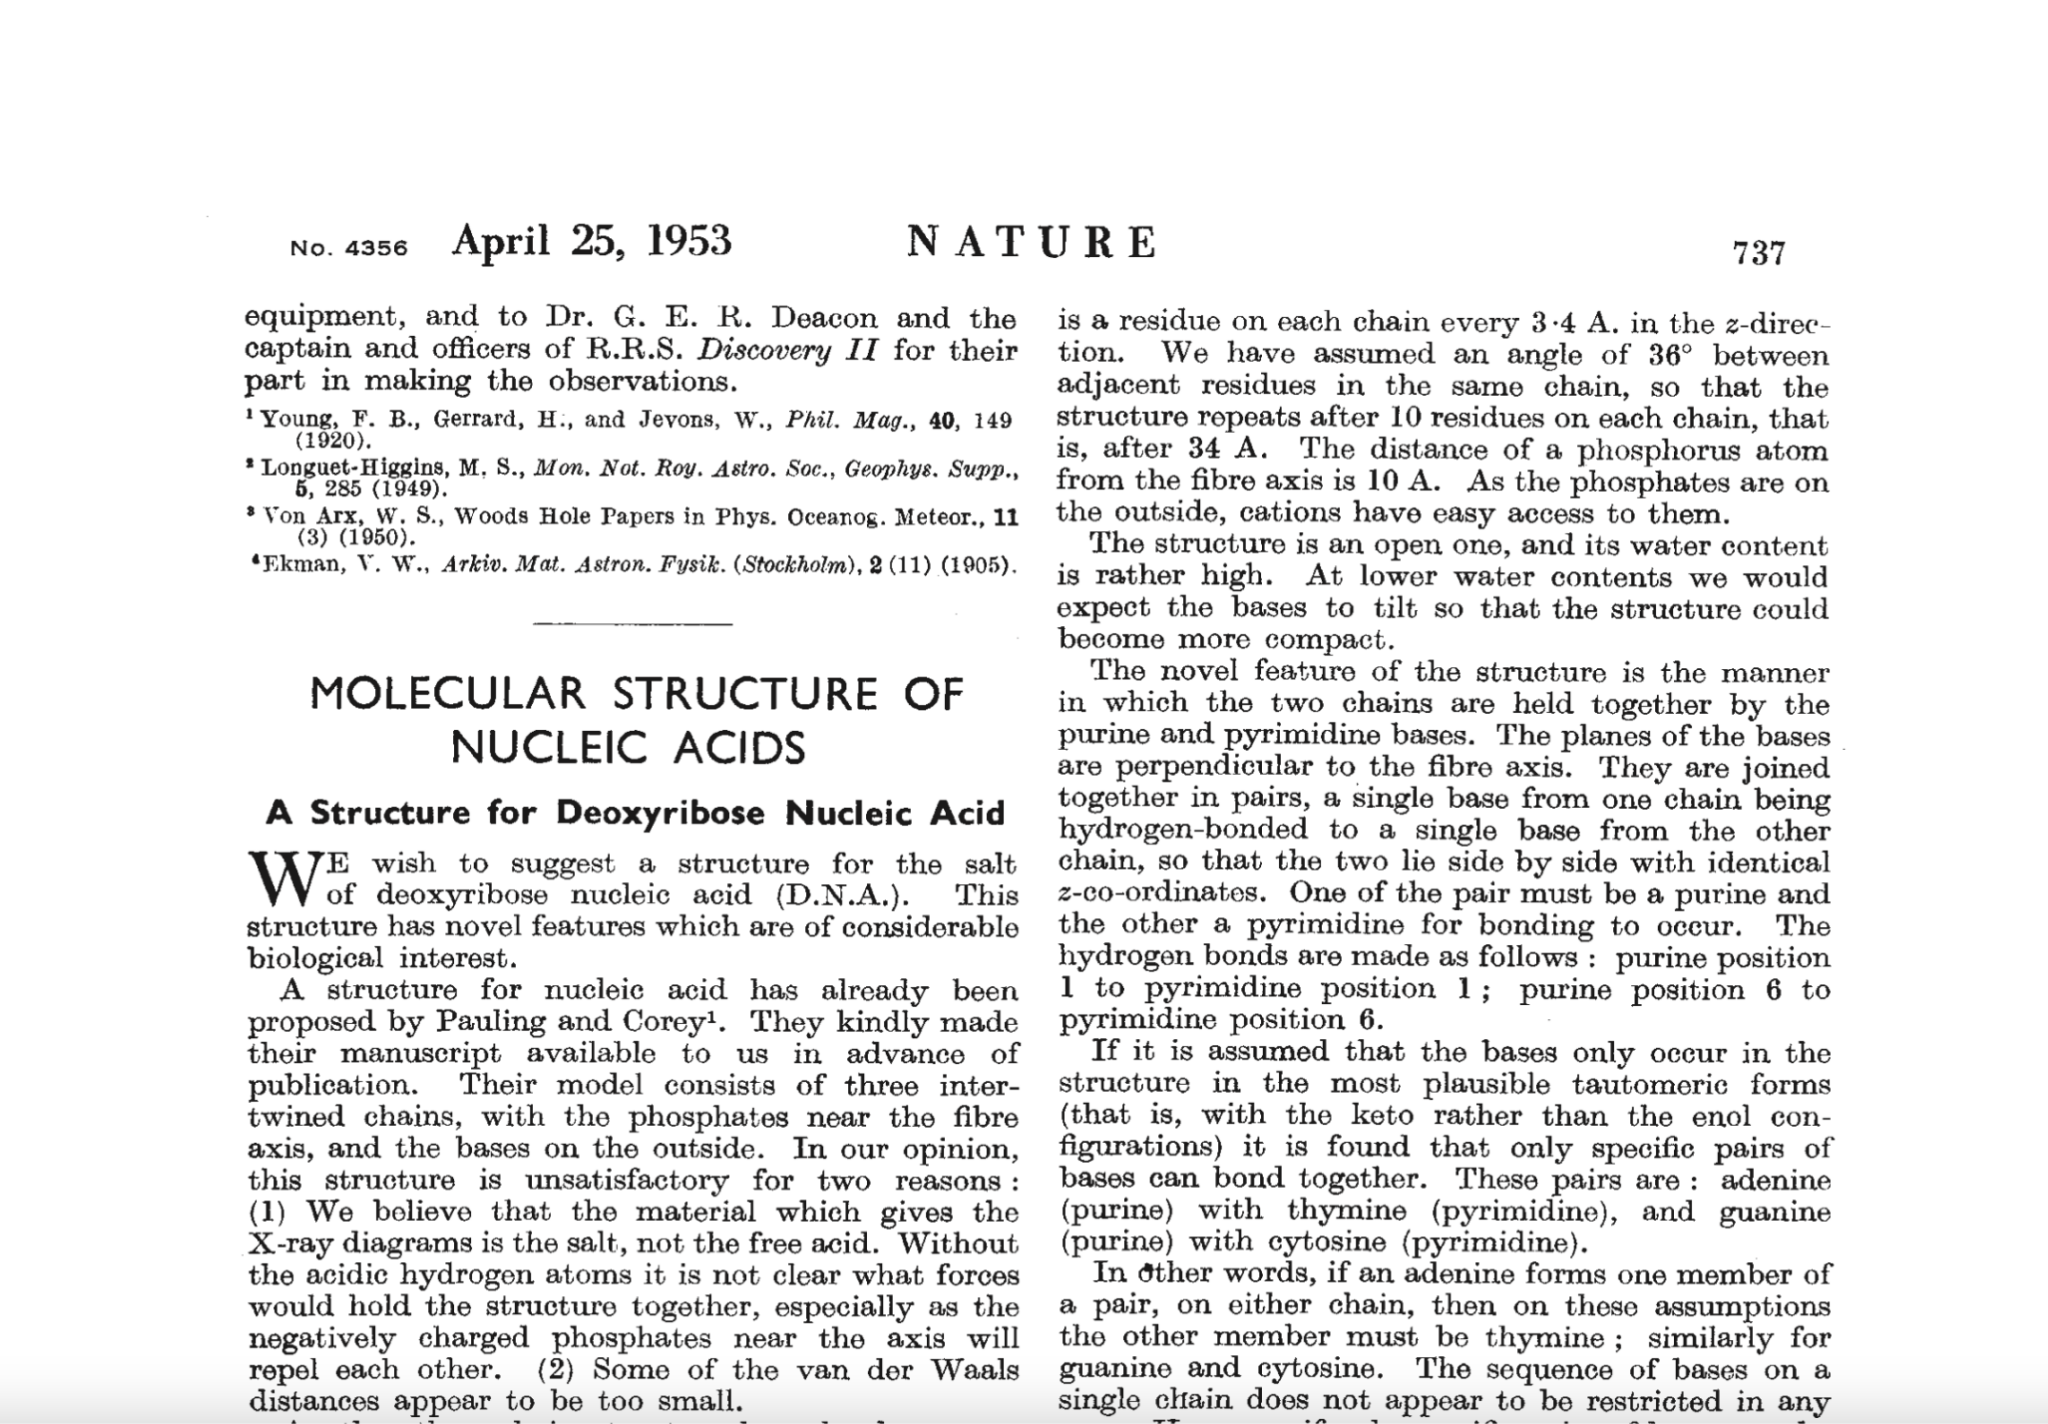 No. 4356 April 25, 1953 NATURE 737
equipment, and to Dr. G. E. R. Deacon and the
captain and officers of R.R.S. Discovery II for their
part in making the observations.
¹ Young, F. B., Gerrard, H., and Jevons, W., Phil. Mag., 40, 149
(1920).
² Longuet-Higgins, M. S., Mon. Not. Roy. Astro. Soc., Geophys. Supp.,
5, 285 (1949).
³ Von Arx, W. S., Woods Hole Papers in Phys. Oceanog. Meteor., 11
(3) (1950).
⁴ Ekman, V. W., Arkiv. Mat. Astron. Fysik. (Stockholm), 2 (11) (1905).
MOLECULAR STRUCTURE OF
NUCLEIC ACIDS
A Structure for Deoxyribose Nucleic Acid
WE wish to suggest a structure for the salt
of deoxyribose nucleic acid (D.N.A.). This
structure has novel features which are of considerable
biological interest.
A structure for nucleic acid has already been
proposed by Pauling and Corey¹. They kindly made
their manuscript available to us in advance of
publication. Their model consists of three inter-
twined chains, with the phosphates near the fibre
axis, and the bases on the outside. In our opinion,
this structure is unsatisfactory for two reasons :
(1) We believe that the material which gives the
X-ray diagrams is the salt, not the free acid. Without
the acidic hydrogen atoms it is not clear what forces
would hold the structure together, especially as the
negatively charged phosphates near the axis will
repel each other. (2) Some of the van der Waals
distances appear to be too small.
is a residue on each chain every 3·4 A. in the z-direc-
tion. We have assumed an angle of 36° between
adjacent residues in the same chain, so that the
structure repeats after 10 residues on each chain, that
is, after 34 A. The distance of a phosphorus atom
from the fibre axis is 10 A. As the phosphates are on
the outside, cations have easy access to them.
The structure is an open one, and its water content
is rather high. At lower water contents we would
expect the bases to tilt so that the structure could
become more compact.
The novel feature of the structure is the manner
in which the two chains are held together by the
purine and pyrimidine bases. The planes of the bases
are perpendicular to the fibre axis. They are joined
together in pairs, a single base from one chain being
hydrogen-bonded to a single base from the other
chain, so that the two lie side by side with identical
z-co-ordinates. One of the pair must be a purine and
the other a pyrimidine for bonding to occur. The
hydrogen bonds are made as follows : purine position
1 to pyrimidine position 1 ; purine position 6 to
pyrimidine position 6.
If it is assumed that the bases only occur in the
structure in the most plausible tautomeric forms
(that is, with the keto rather than the enol con-
figurations) it is found that only specific pairs of
bases can bond together. These pairs are : adenine
(purine) with thymine (pyrimidine), and guanine
(purine) with cytosine (pyrimidine).
In other words, if an adenine forms one member of
a pair, on either chain, then on these assumptions
the other member must be thymine ; similarly for
guanine and cytosine. The sequence of bases on a
single chain does not appear to be restricted in any